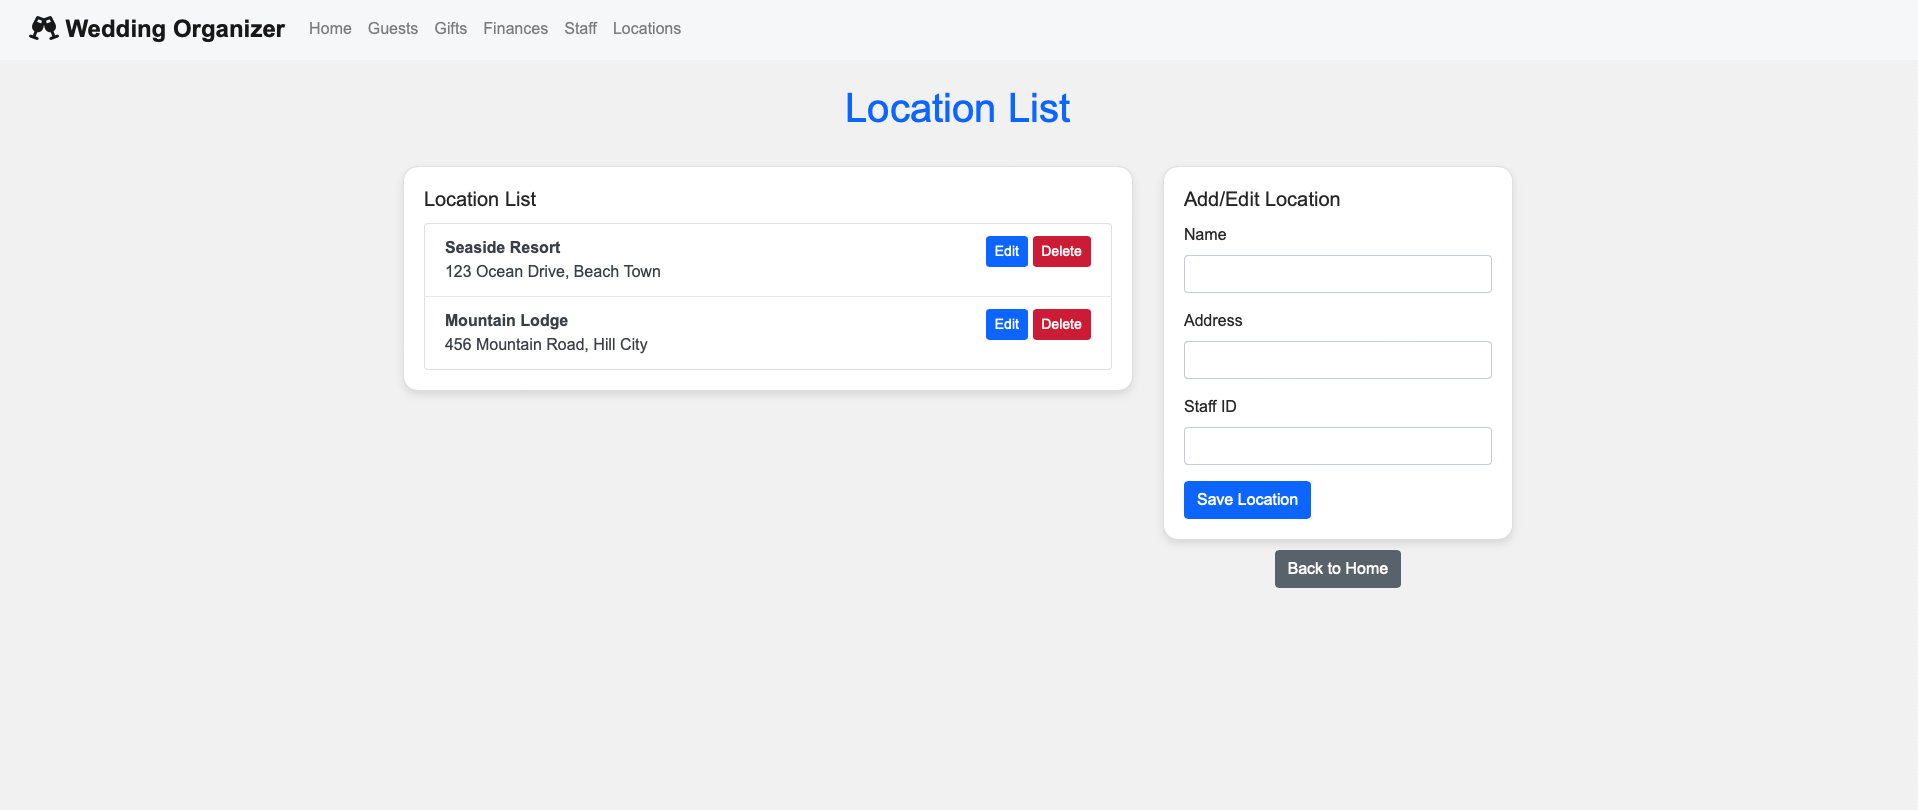 Wedding Organizer Home Guests Gifts Finances Staff Locations
Location List
Location List
Seaside Resort
123 Ocean Drive, Beach Town
Edit Delete
Mountain Lodge
456 Mountain Road, Hill City
Edit Delete
Add/Edit Location
Name
Address
Staff ID
Save Location
Back to Home